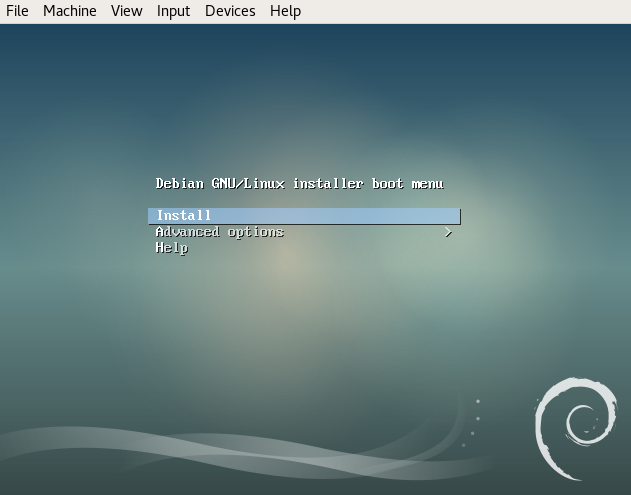 File Machine View Input Devices Help
Debian GNU/Linux installer boot menu
Install
Advanced options >
Help